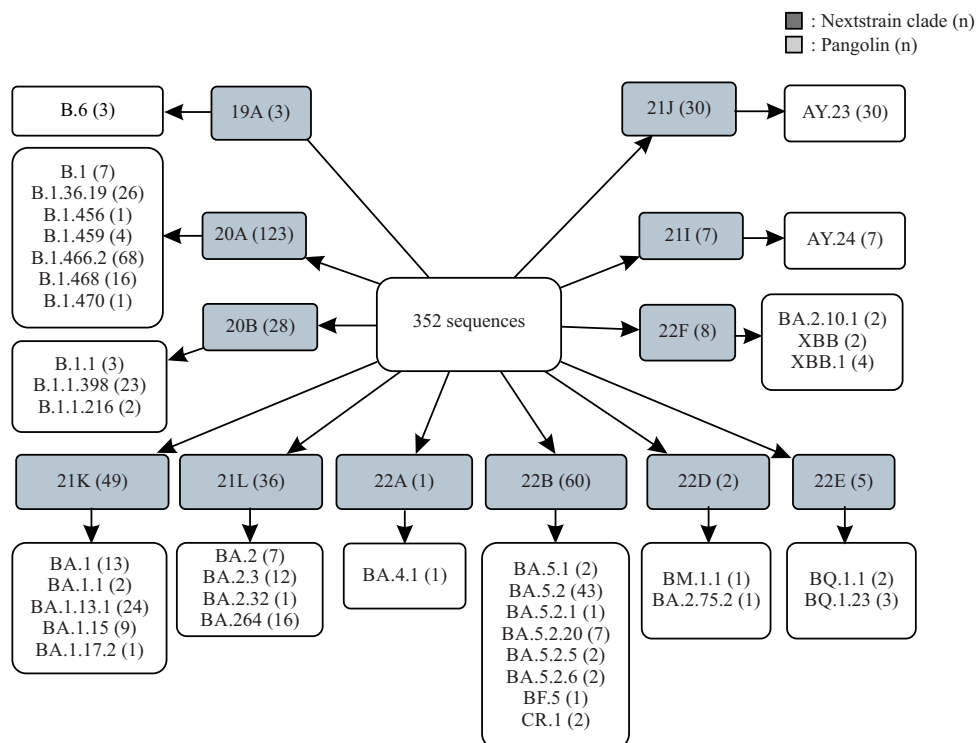 : Nextstrain clade (n)
: Pangolin (n)
B.6 (3)
19A (3)
21J (30)
AY.23 (30)
B.1 (7)
B.1.36.19 (26)
B.1.456 (1)
B.1.459 (4)
B.1.466.2 (68)
B.1.468 (16)
B.1.470 (1)
20A (123)
21I (7)
AY.24 (7)
352 sequences
20B (28)
22F (8)
BA.2.10.1 (2)
XBB (2)
XBB.1 (4)
B.1.1 (3)
B.1.1.398 (23)
B.1.1.216 (2)
21K (49)
21L (36)
22A (1)
22B (60)
22D (2)
22E (5)
BA.1 (13)
BA.1.1 (2)
BA.1.13.1 (24)
BA.1.15 (9)
BA.1.17.2 (1)
BA.2 (7)
BA.2.3 (12)
BA.2.32 (1)
BA.264 (16)
BA.4.1 (1)
BA.5.1 (2)
BA.5.2 (43)
BA.5.2.1 (1)
BA.5.2.20 (7)
BA.5.2.5 (2)
BA.5.2.6 (2)
BF.5 (1)
CR.1 (2)
BM.1.1 (1)
BA.2.75.2 (1)
BQ.1.1 (2)
BQ.1.23 (3)